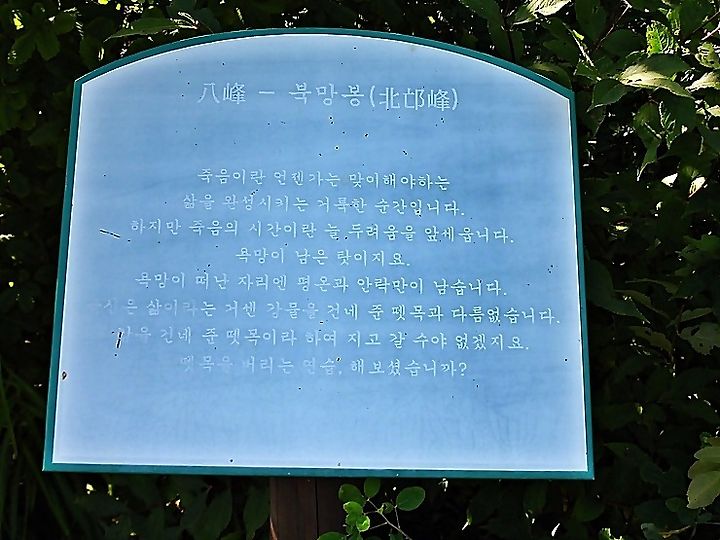 八峰 - 북망봉(北邙峰)
죽음이란 언젠가는 맞이해야하는
삶을 완성시키는 거룩한 순간입니다.
하지만 죽음의 시간이란 늘 두려움을 앞세웁니다.
욕망이 남은 탓이지요.
욕망이 떠난 자리엔 평온과 안락만이 남습니다.
삶이라는 거센 강물을 건네 준 뗏목과 다름없습니다.
건네 준 뗏목이라 하여 지고 갈 수야 없겠지요.
뗏목을 버리는 연습, 해보셨습니까?